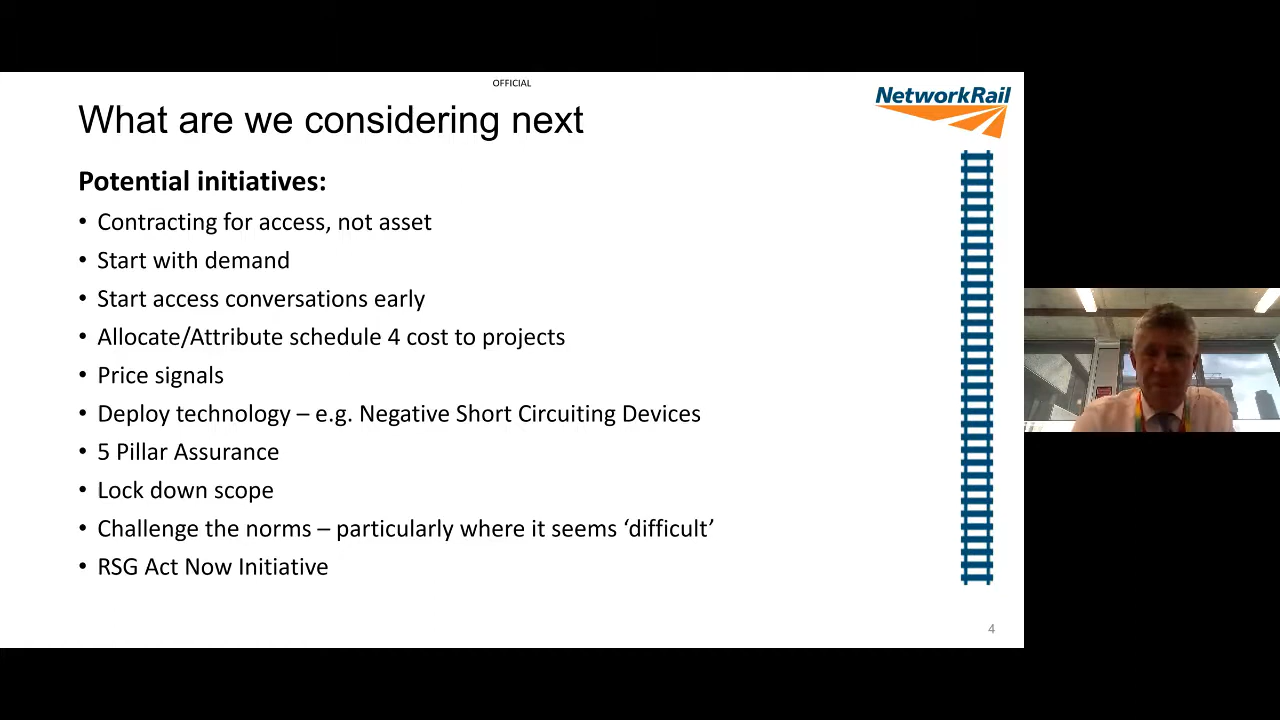 OFFICIAL
What are we considering next
NetworkRail
Potential initiatives:
• Contracting for access, not asset
• Start with demand
• Start access conversations early
• Allocate/Attribute schedule 4 cost to projects
• Price signals
• Deploy technology – e.g. Negative Short Circuiting Devices
• 5 Pillar Assurance
• Lock down scope
• Challenge the norms – particularly where it seems ‘difficult’
• RSG Act Now Initiative
4